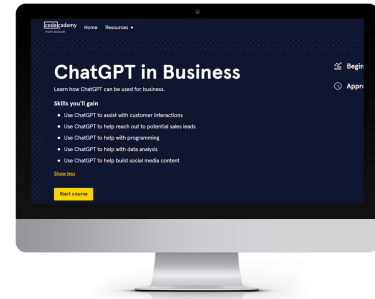 codecademy Home Resources
from skillsoft
ChatGPT in Business
Learn how ChatGPT can be used for business.
Skills you'll gain
Use ChatGPT to assist with customer interactions
Use ChatGPT to help reach out to potential sales leads
Use ChatGPT to help with programming
Use ChatGPT to help with data analysis
Use ChatGPT to help build social media content
Show less
Start course
Begin
Appro